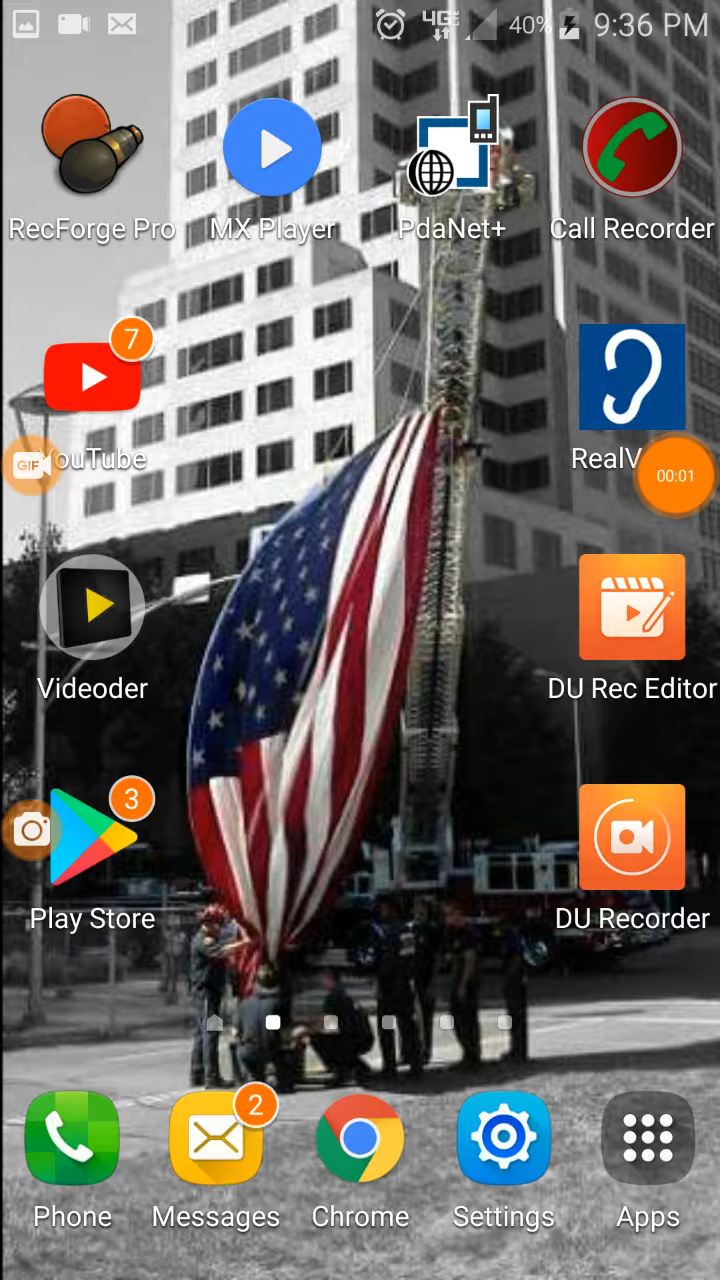 4G 40% 9:36 PM
RecForge Pro MX Player PdaNet+ Call Recorder
7
YouTube RealV
GIF
00:01
Videoder DU Rec Editor
3
Play Store DU Recorder
2
Phone Messages Chrome Settings Apps